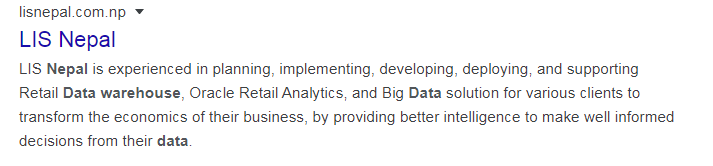 lisnepal.com.np
LIS Nepal
LIS Nepal is experienced in planning, implementing, developing, deploying, and supporting
Retail Data warehouse, Oracle Retail Analytics, and Big Data solution for various clients to
transform the economics of their business, by providing better intelligence to make well informed
decisions from their data.